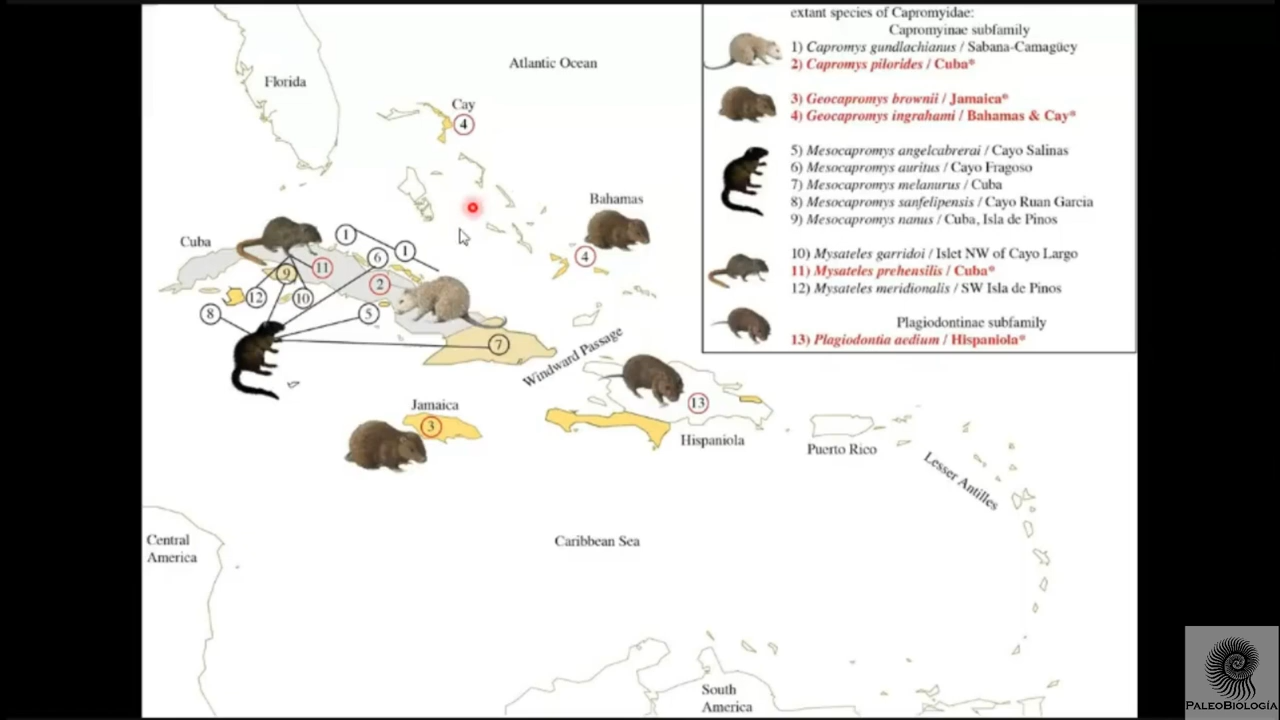 extant species of Capromyidae:
Capromyinae subfamily
1) Capromys gundlachianus / Sabana-Camagüey
2) Capromys pilorides / Cuba*
3) Geocapromys brownii / Jamaica*
4) Geocapromys ingrahami / Bahamas & Cay*
5) Mesocapromys angelcabrerai / Cayo Salinas
6) Mesocapromys auritus / Cayo Fragoso
7) Mesocapromys melanurus / Cuba
8) Mesocapromys sanfelipensis / Cayo Ruan Garcia
9) Mesocapromys nanus / Cuba, Isla de Pinos
10) Mysateles garridoi / Islet NW of Cayo Largo
11) Mysateles prehensilis / Cuba*
12) Mysateles meridionalis / SW Isla de Pinos
Plagiodontinae subfamily
13) Plagiodontia aedium / Hispaniola*
Atlantic Ocean
Florida
Cay
4
Bahamas
4
Cuba
1
1
6
9
11
2
12
10
8
5
7
Windward Passage
Jamaica
3
13
Hispaniola
Puerto Rico
Lesser Antilles
Central
America
Caribbean Sea
South
America
PALEOBIOLOGÍA